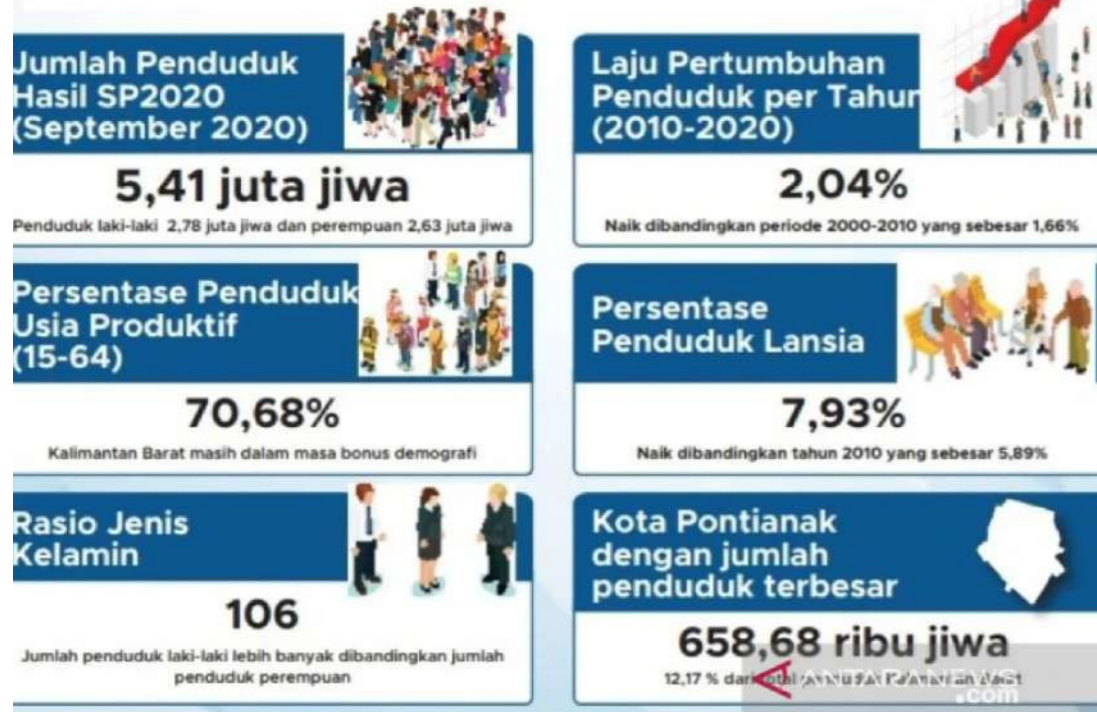 Jumlah Penduduk
Hasil SP2020
(September 2020)
5,41 juta jiwa
Penduduk laki-laki 2,78 juta jiwa dan perempuan 2,63 juta jiwa
Laju Pertumbuhan
Penduduk per Tahun
(2010-2020)
2,04%
Naik dibandingkan periode 2000-2010 yang sebesar 1,66%
Persentase Penduduk
Usia Produktif
(15-64)
70,68%
Kalimantan Barat masih dalam masa bonus demografi
Persentase
Penduduk Lansia
7,93%
Naik dibandingkan tahun 2010 yang sebesar 5,89%
Rasio Jenis
Kelamin
106
Jumlah penduduk laki-laki lebih banyak dibandingkan jumlah
penduduk perempuan
Kota Pontianak
dengan jumlah
penduduk terbesar
658,68 ribu jiwa
12,17 % dari total
ANTARANEWS
.com